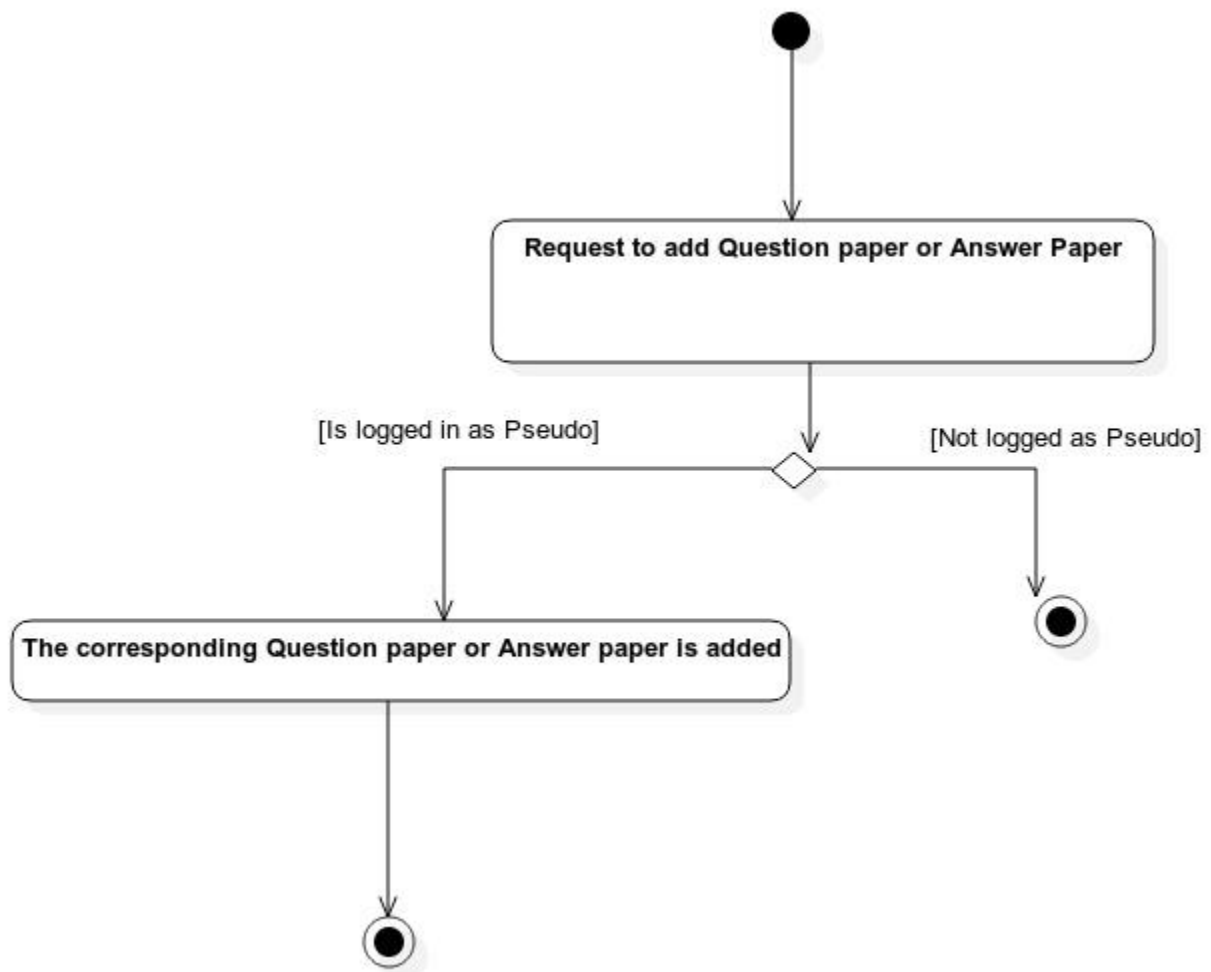 Request to add Question paper or Answer Paper
[Is logged in as Pseudo]
[Not logged as Pseudo]
The corresponding Question paper or Answer paper is added